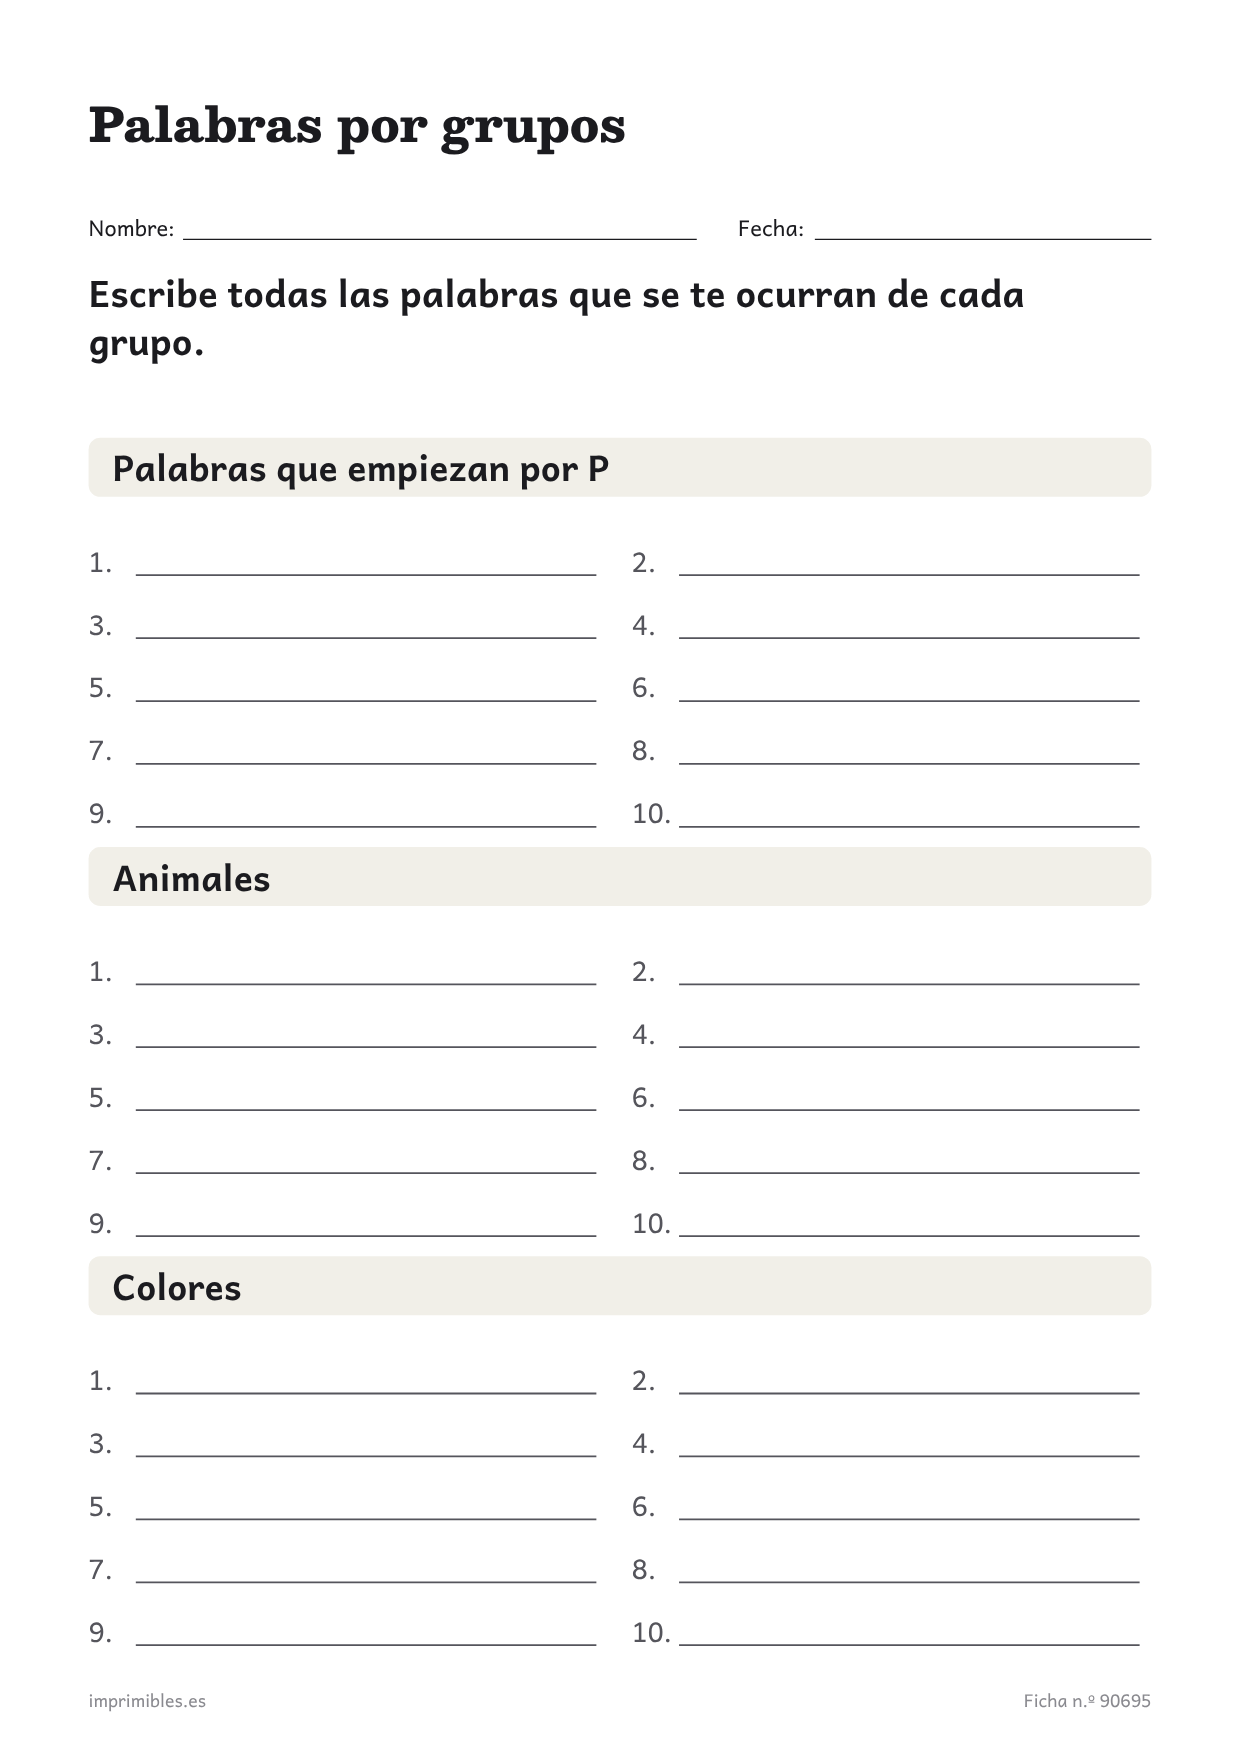 Palabras por grupos
Nombre: Fecha:
Escribe todas las palabras que se te ocurran de cada
grupo.
Palabras que empiezan por P
1. 2.
3. 4.
5. 6.
7. 8.
9. 10.
Animales
1. 2.
3. 4.
5. 6.
7. 8.
9. 10.
Colores
1. 2.
3. 4.
5. 6.
7. 8.
9. 10.
imprimibles.es Ficha n.º 90695